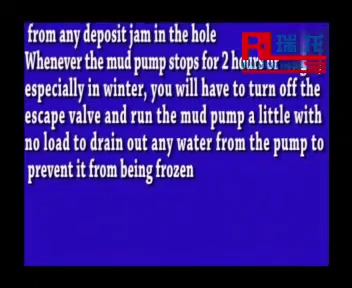 from any deposit jam in the hole
瑞托
Whenever the mud pump stops for 2 hours or
especially in winter, you will have to turn off the
escape valve and run the mud pump a little with
no load to drain out any water from the pump to
prevent it from being frozen